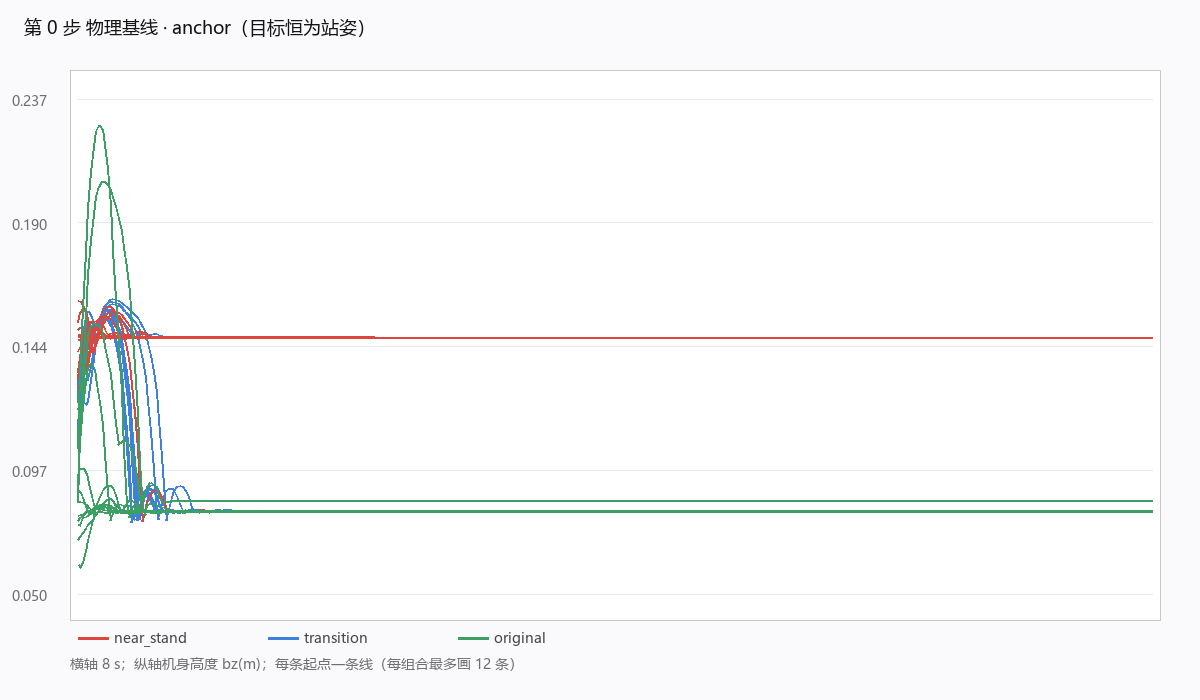 第 0 步 物理基线 · anchor（目标恒为站姿）
0.237
0.190
0.144
0.097
0.050
near_stand transition original
横轴 8 s；纵轴机身高度 bz(m)；每条起点一条线（每组合最多画 12 条）